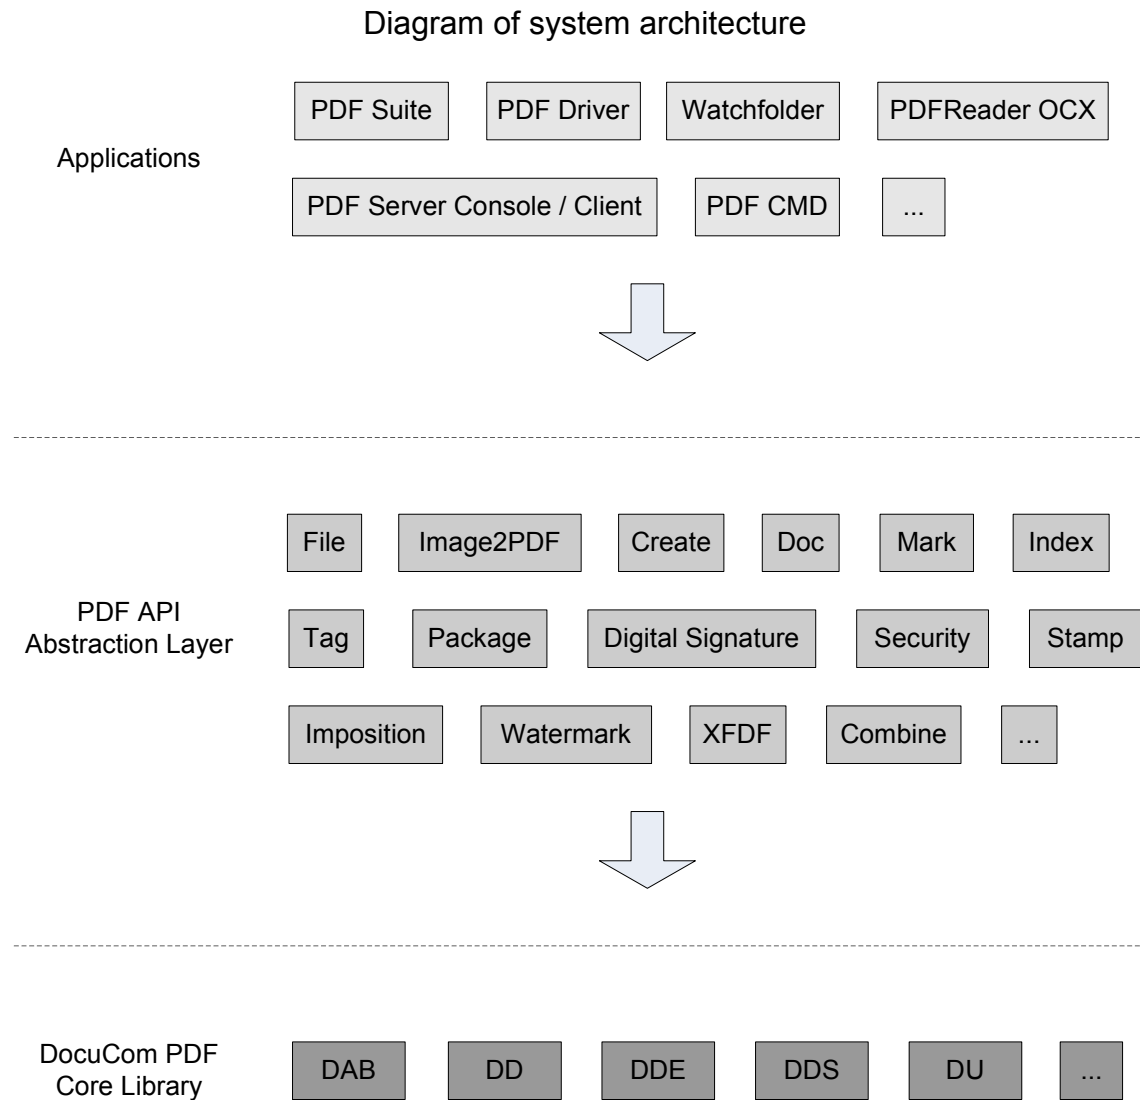 Diagram of system architecture
PDF Suite
PDF Driver
Watchfolder
PDFReader OCX
Applications
PDF Server Console / Client
PDF CMD
...
File
Image2PDF
Create
Doc
Mark
Index
PDF API
Abstraction Layer
Tag
Package
Digital Signature
Security
Stamp
Imposition
Watermark
XFDF
Combine
...
DocuCom PDF
Core Library
DAB
DD
DDE
DDS
DU
...